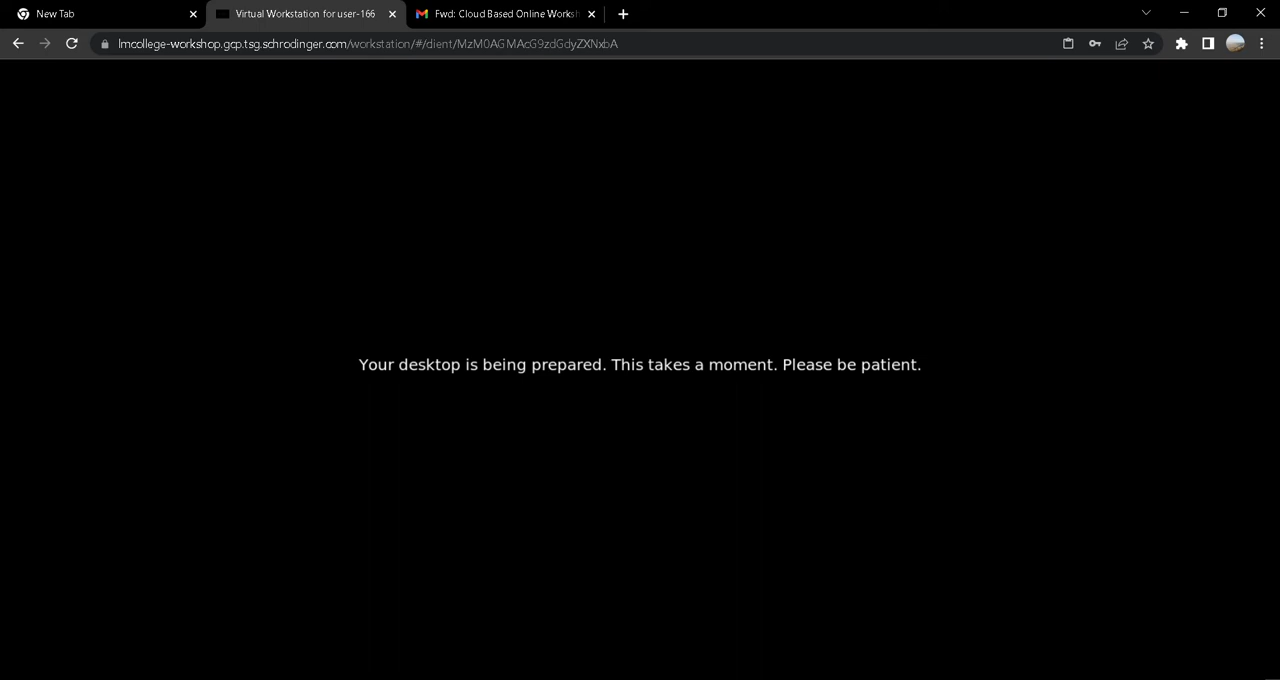 New Tab
Virtual Workstation for user-166
Fwd: Cloud Based Online Works
lmcollege-workshop.gcp.tsg.schrodinger.com/workstation/#/client/MzM0AGMAcG9zdGdyZXNxbA
Your desktop is being prepared. This takes a moment. Please be patient.